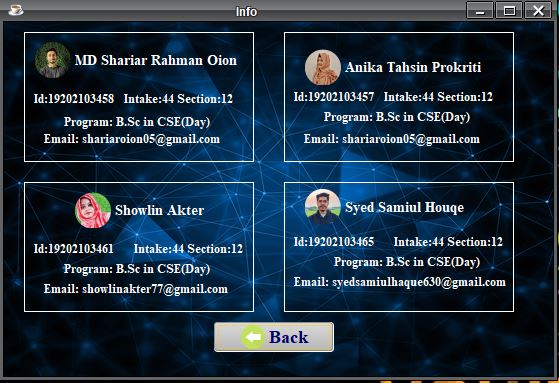 Info
MD Shariar Rahman Oion
Id:19202103458 Intake:44 Section:12
Program: B.Sc in CSE(Day)
Email: shariaroion05@gmail.com
Anika Tahsin Prokriti
Id:19202103457 Intake:44 Section:12
Program: B.Sc in CSE(Day)
Email: shariaroion05@gmail.com
Showlin Akter
Id:19202103461 Intake:44 Section:12
Program: B.Sc in CSE(Day)
Email: showlinakter77@gmail.com
Syed Samiul Houqe
Id:19202103465 Intake:44 Section:12
Program: B.Sc in CSE(Day)
Email: syedsamiulhaque630@gmail.com
Back